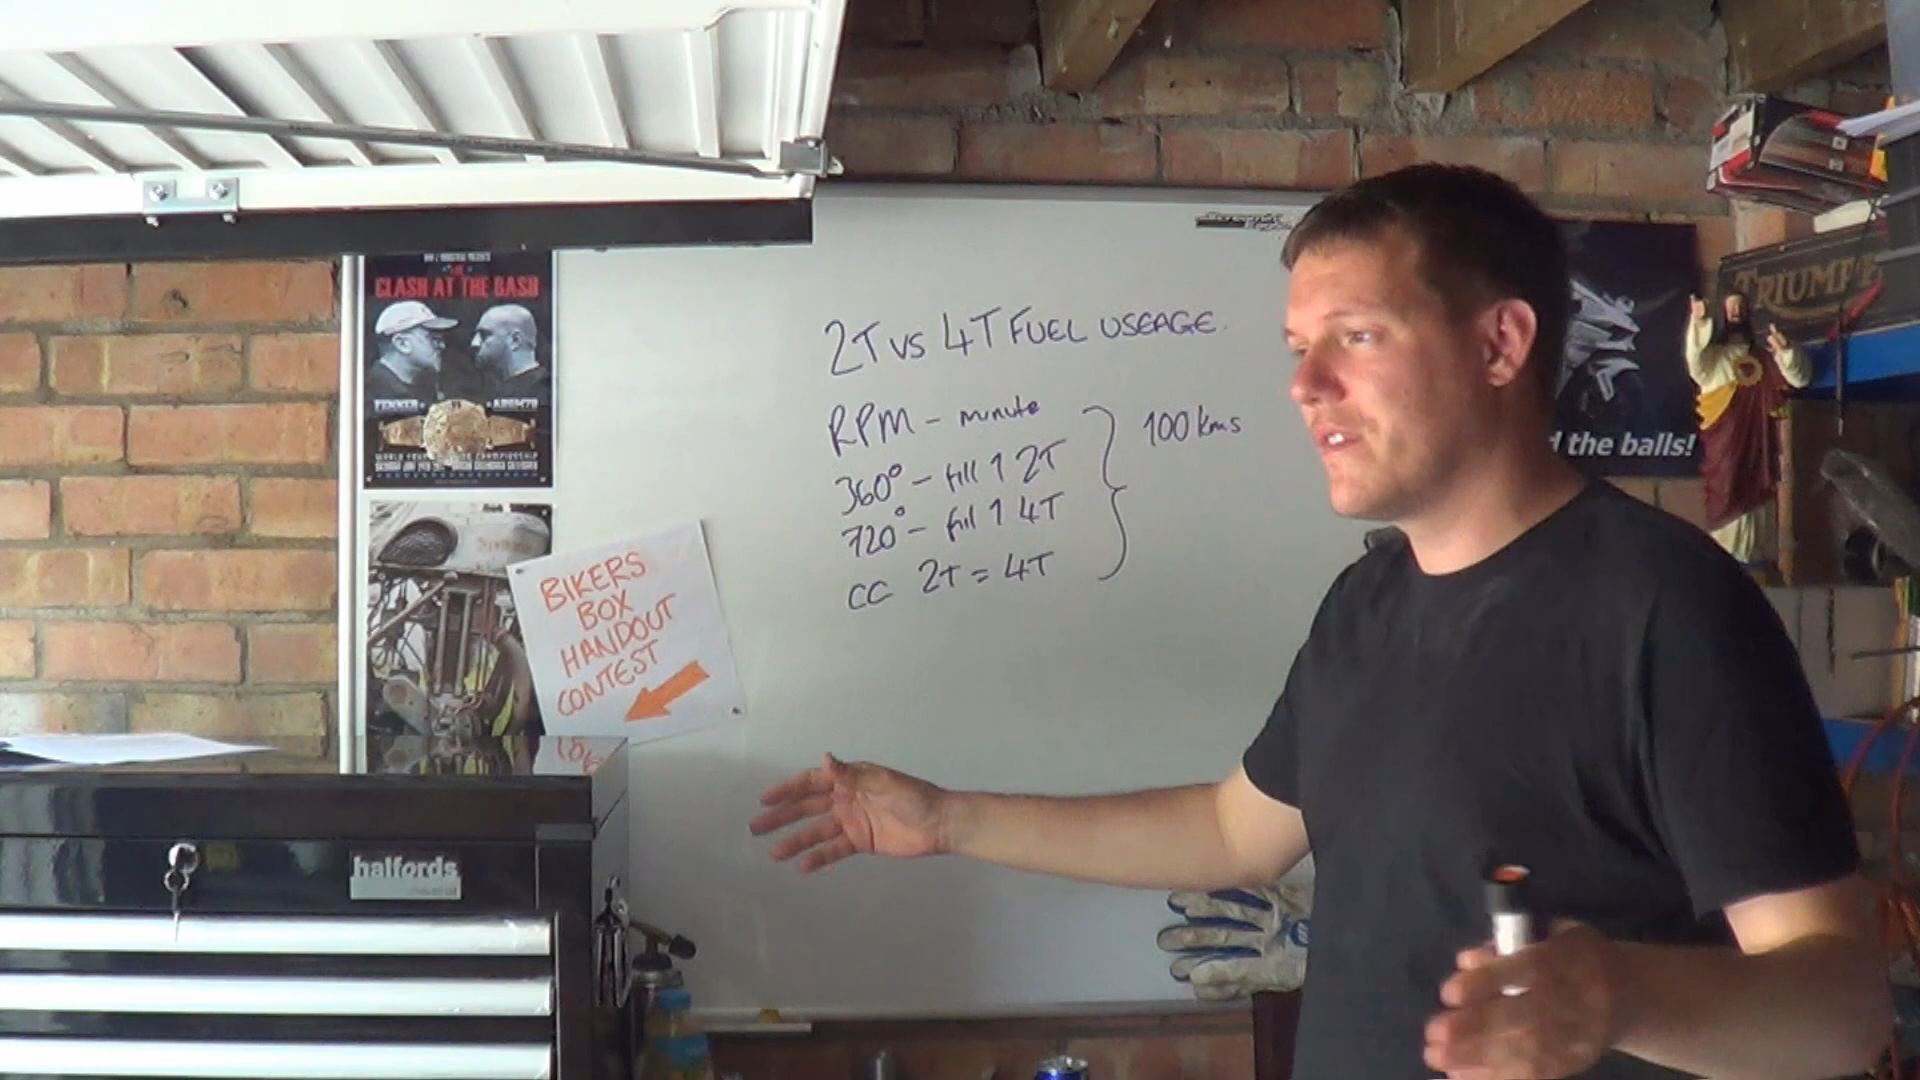 CLASH AT THE BASH
FENNER
2T VS 4T FUEL USEAGE.
RPM - minute
360° - fill 1 2T
720° - fill 1 4T
CC 2T = 4T
100 kms
BIKERS
BOX
HANDOUT
CONTEST
halfords
TRIUMPH
d the balls!